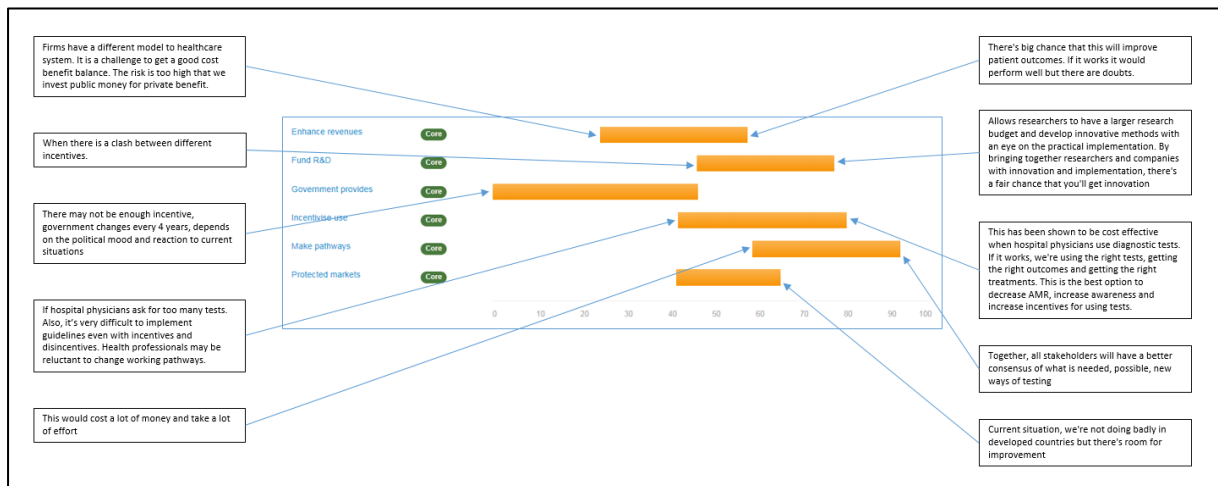 Firms have a different model to healthcare
system. It is a challenge to get a good cost
benefit balance. The risk is too high that we
invest public money for private benefit.
When there is a clash between different
incentives.
There may not be enough incentive,
government changes every 4 years, depends
on the political mood and reaction to current
situations
If hospital physicians ask for too many tests.
Also, it's very difficult to implement
guidelines even with incentives and
disincentives. Health professionals may be
reluctant to change working pathways.
This would cost a lot of money and take a lot
of effort
Enhance revenues Core
Fund R&D Core
Government provides Core
Incentivise use Core
Make pathways Core
Protected markets Core
0 10 20 30 40 50 60 70 80 90 100
There's big chance that this will improve
patient outcomes. If it works it would
perform well but there are doubts.
Allows researchers to have a larger research
budget and develop innovative methods with
an eye on the practical implementation. By
bringing together researchers and companies
with innovation and implementation, there's
a fair chance that you'll get innovation
This has been shown to be cost effective
when hospital physicians use diagnostic tests.
If it works, we're using the right tests, getting
the right outcomes and getting the right
treatments. This is the best option to
decrease AMR, increase awareness and
increase incentives for using tests.
Together, all stakeholders will have a better
consensus of what is needed, possible, new
ways of testing
Current situation, we're not doing badly in
developed countries but there's room for
improvement